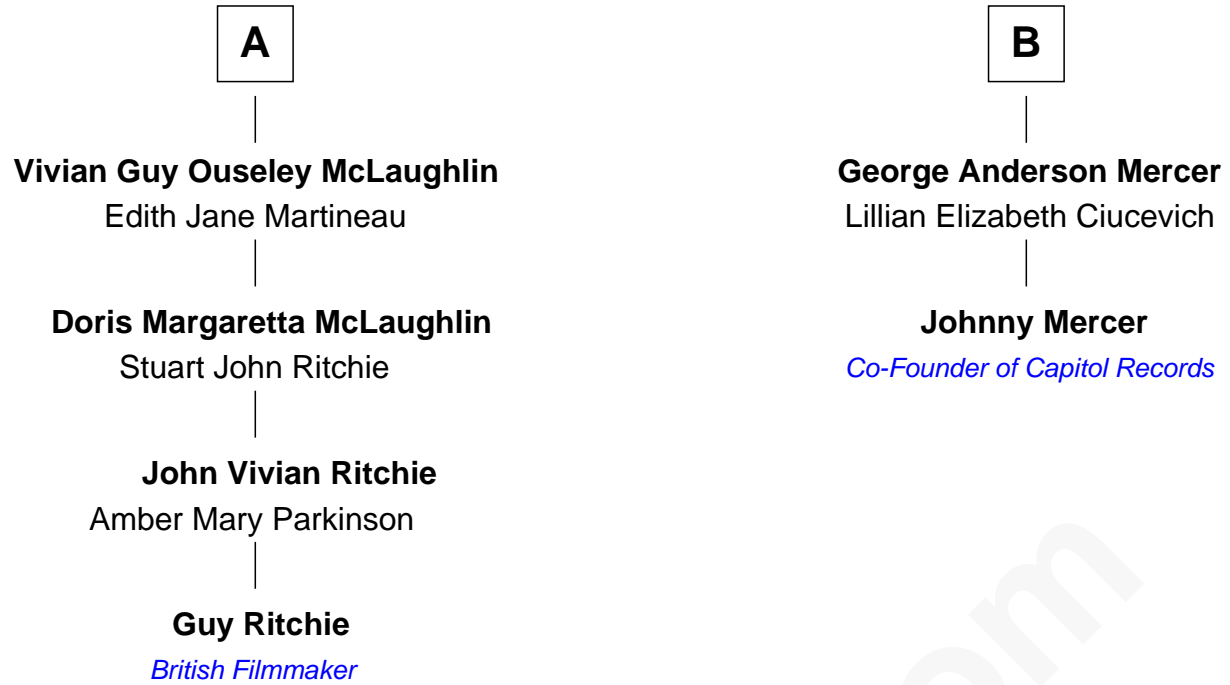 A
Vivian Guy Ouseley McLaughlin
Edith Jane Martineau
Doris Margaretta McLaughlin
Stuart John Ritchie
John Vivian Ritchie
Amber Mary Parkinson
Guy Ritchie
British Filmmaker
B
George Anderson Mercer
Lillian Elizabeth Ciucevich
Johnny Mercer
Co-Founder of Capitol Records
om